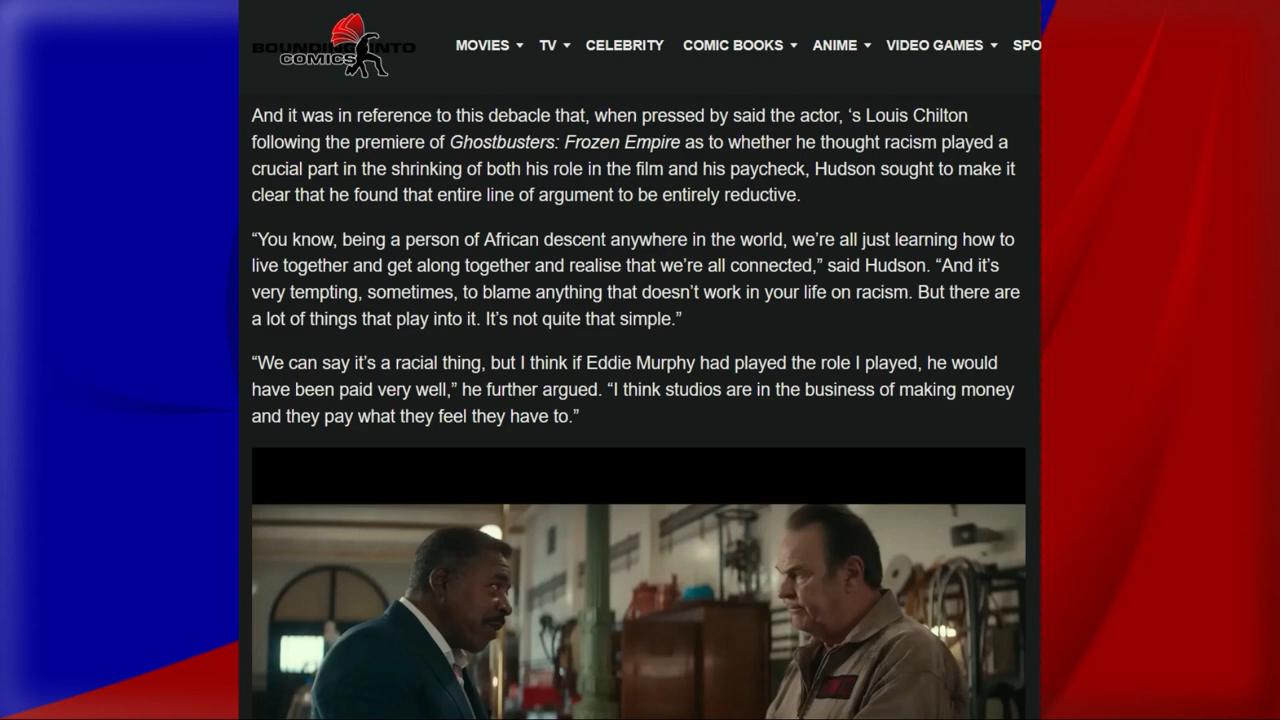 BOUNDING INTO
COMICS
MOVIES TV CELEBRITY COMIC BOOKS ANIME VIDEO GAMES SPO
And it was in reference to this debacle that, when pressed by said the actor, ‘s Louis Chilton
following the premiere of Ghostbusters: Frozen Empire as to whether he thought racism played a
crucial part in the shrinking of both his role in the film and his paycheck, Hudson sought to make it
clear that he found that entire line of argument to be entirely reductive.
“You know, being a person of African descent anywhere in the world, we’re all just learning how to
live together and get along together and realise that we’re all connected,” said Hudson. “And it’s
very tempting, sometimes, to blame anything that doesn’t work in your life on racism. But there are
a lot of things that play into it. It’s not quite that simple.”
“We can say it’s a racial thing, but I think if Eddie Murphy had played the role I played, he would
have been paid very well,” he further argued. “I think studios are in the business of making money
and they pay what they feel they have to.”